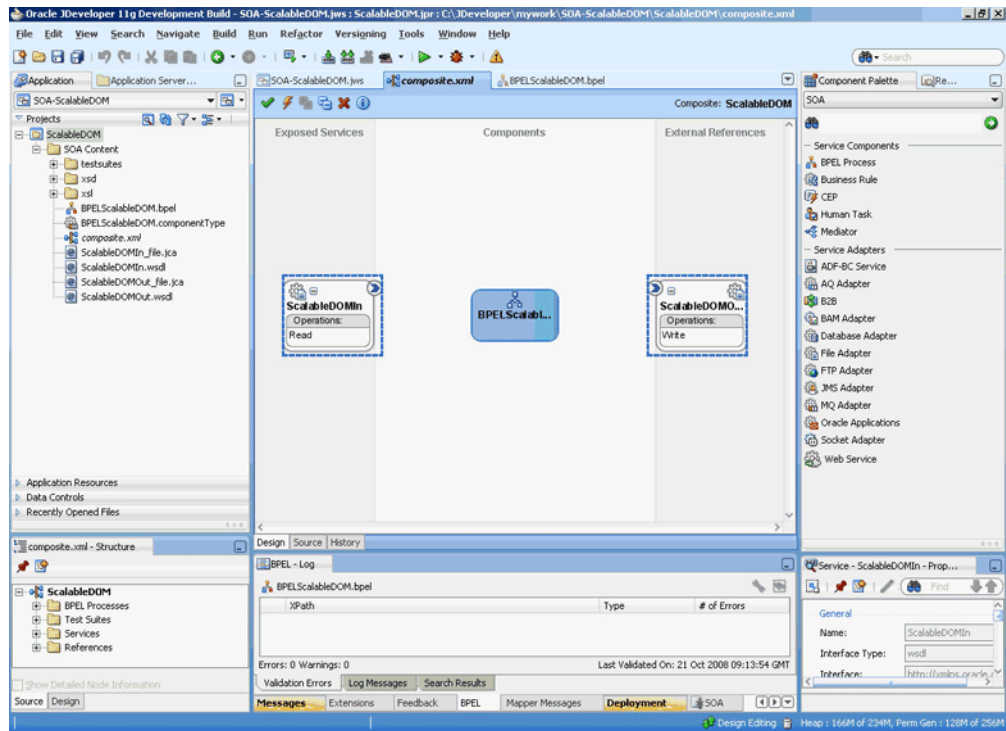 Oracle JDeveloper 11g Development Build - SOA-ScalableDOM.jws : ScalableDOM.jpr : C:\JDeveloper\mywork\SOA-ScalableDOM\ScalableDOM\composite.xml
File Edit View Search Navigate Build Run Refactor Versioning Tools Window Help
Search
Application Application Server...
SOA-ScalableDOM
Projects
ScalableDOM
SOA Content
testsuites
xsd
xsl
BPELScalableDOM.bpel
BPELScalableDOM.componentType
composite.xml
ScalableDOMIn_file.jca
ScalableDOMIn.wsdl
ScalableDOMOut_file.jca
ScalableDOMOut.wsdl
Application Resources
Data Controls
Recently Opened Files
composite.xml - Structure
ScalableDOM
BPEL Processes
Test Suites
Services
References
Show Detailed Node Information
Source Design
SOA-ScalableDOM.jws composite.xml BPELScalableDOM.bpel
Composite: ScalableDOM
Exposed Services Components External References
ScalableDOMIn
Operations:
Read
BPELScalabl...
ScalableDOMO...
Operations:
Write
Design Source History
BPEL - Log
BPELScalableDOM.bpel
XPath Type # of Errors
Errors: 0 Warnings: 0 Last Validated On: 21 Oct 2008 09:13:54 GMT
Validation Errors Log Messages Search Results
Messages Extensions Feedback BPEL Mapper Messages Deployment SOA
Component Palette Re...
SOA
Service Components
BPEL Process
Business Rule
CEP
Human Task
Mediator
Service Adapters
ADF-BC Service
AQ Adapter
B2B
BAM Adapter
Database Adapter
File Adapter
FTP Adapter
JMS Adapter
MQ Adapter
Oracle Applications
Socket Adapter
Web Service
Service - ScalableDOMIn - Prop...
Find
General
Name: ScalableDOMIn
Interface Type: wsdl
Interface: http://xmlns.oracle.
Design Editing Heap : 166M of 234M, Perm Gen : 128M of 256M